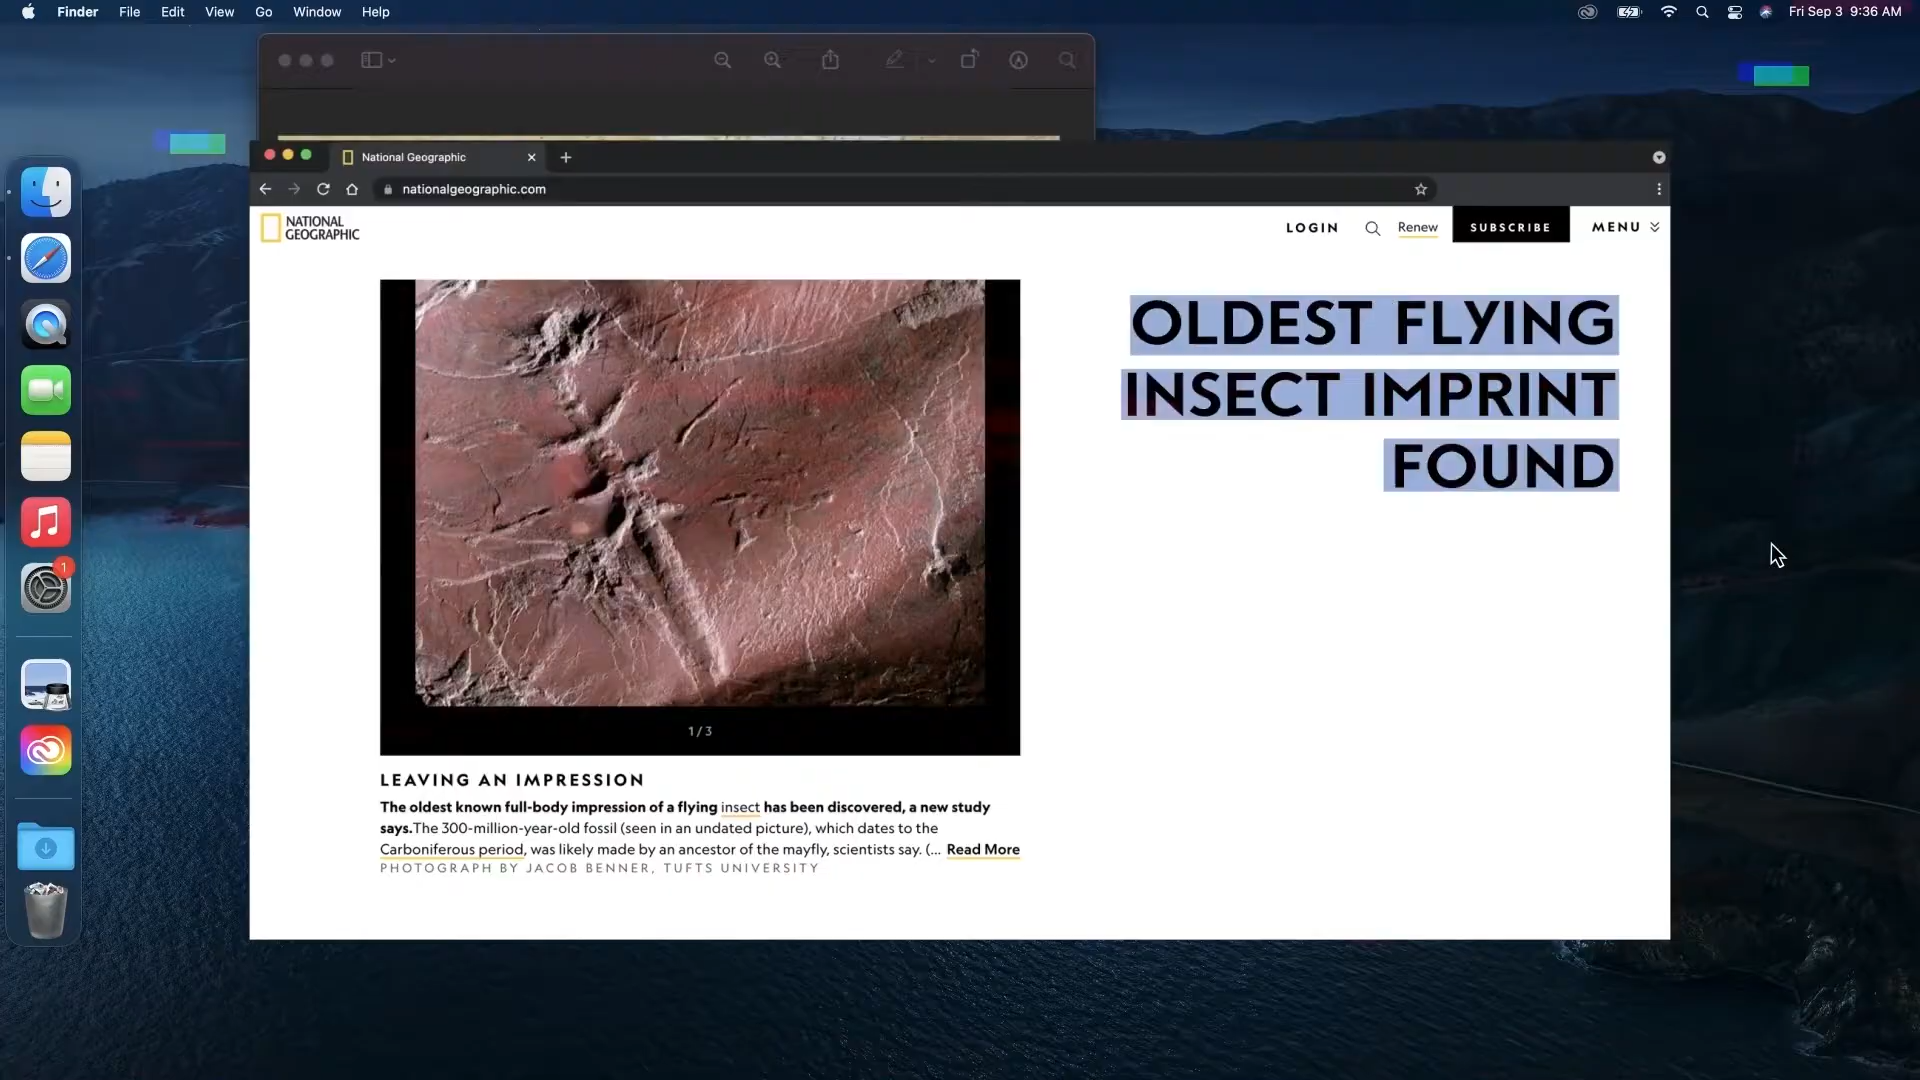 Finder File Edit View Go Window Help Fri Sep 3 9:36 AM
National Geographic
nationalgeographic.com
NATIONAL
GEOGRAPHIC
LOGIN Renew SUBSCRIBE MENU
OLDEST FLYING
INSECT IMPRINT
FOUND
1
1/3
LEAVING AN IMPRESSION
The oldest known full-body impression of a flying insect has been discovered, a new study
says.The 300-million-year-old fossil (seen in an undated picture), which dates to the
Carboniferous period, was likely made by an ancestor of the mayfly, scientists say. (... Read More
PHOTOGRAPH BY JACOB BENNER, TUFTS UNIVERSITY